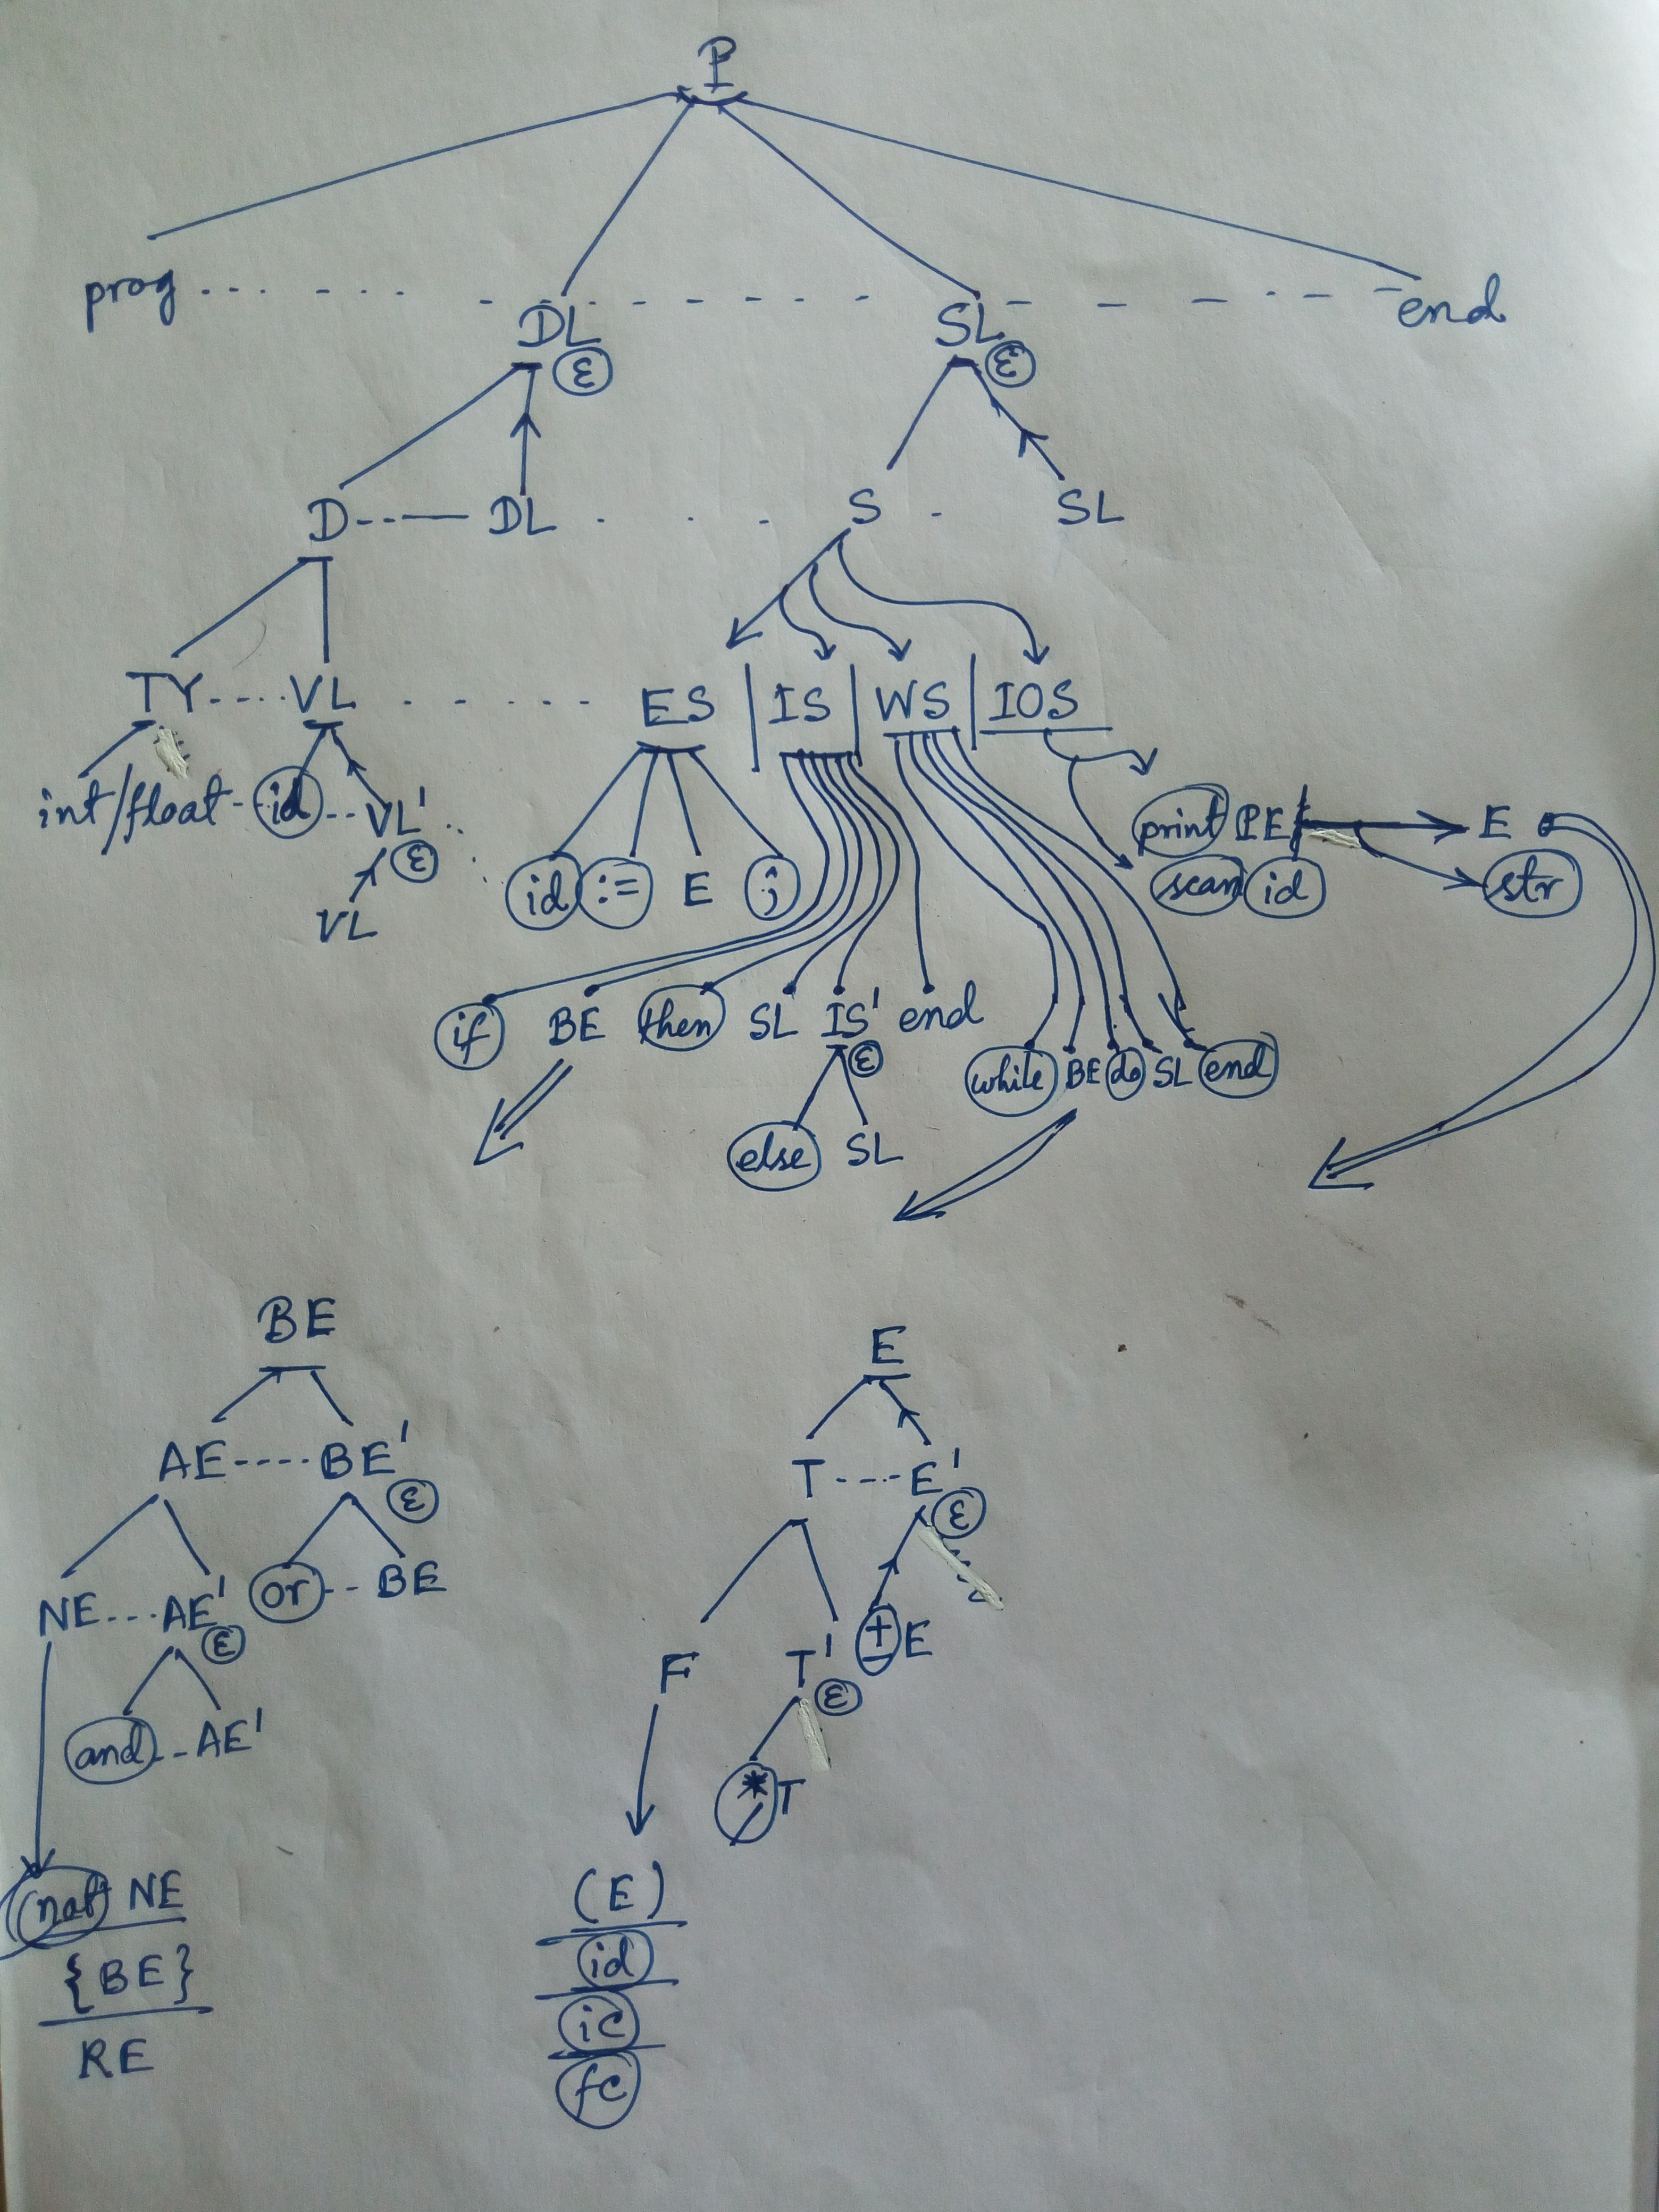 P
prog DL SL end
ε ε
D DL S SL
TY VL ES | IS | WS | IOS
int/float id VL' print PE E
ε
VL id := E ; scan id str
if BE then SL IS' end
ε
while BE do SL end
else SL
BE E
AE BE' T E'
ε ε
NE AE' or BE
ε
F T' ± E
ε
and AE'
* / T
not NE (E)
{BE} id
RE ic
fc